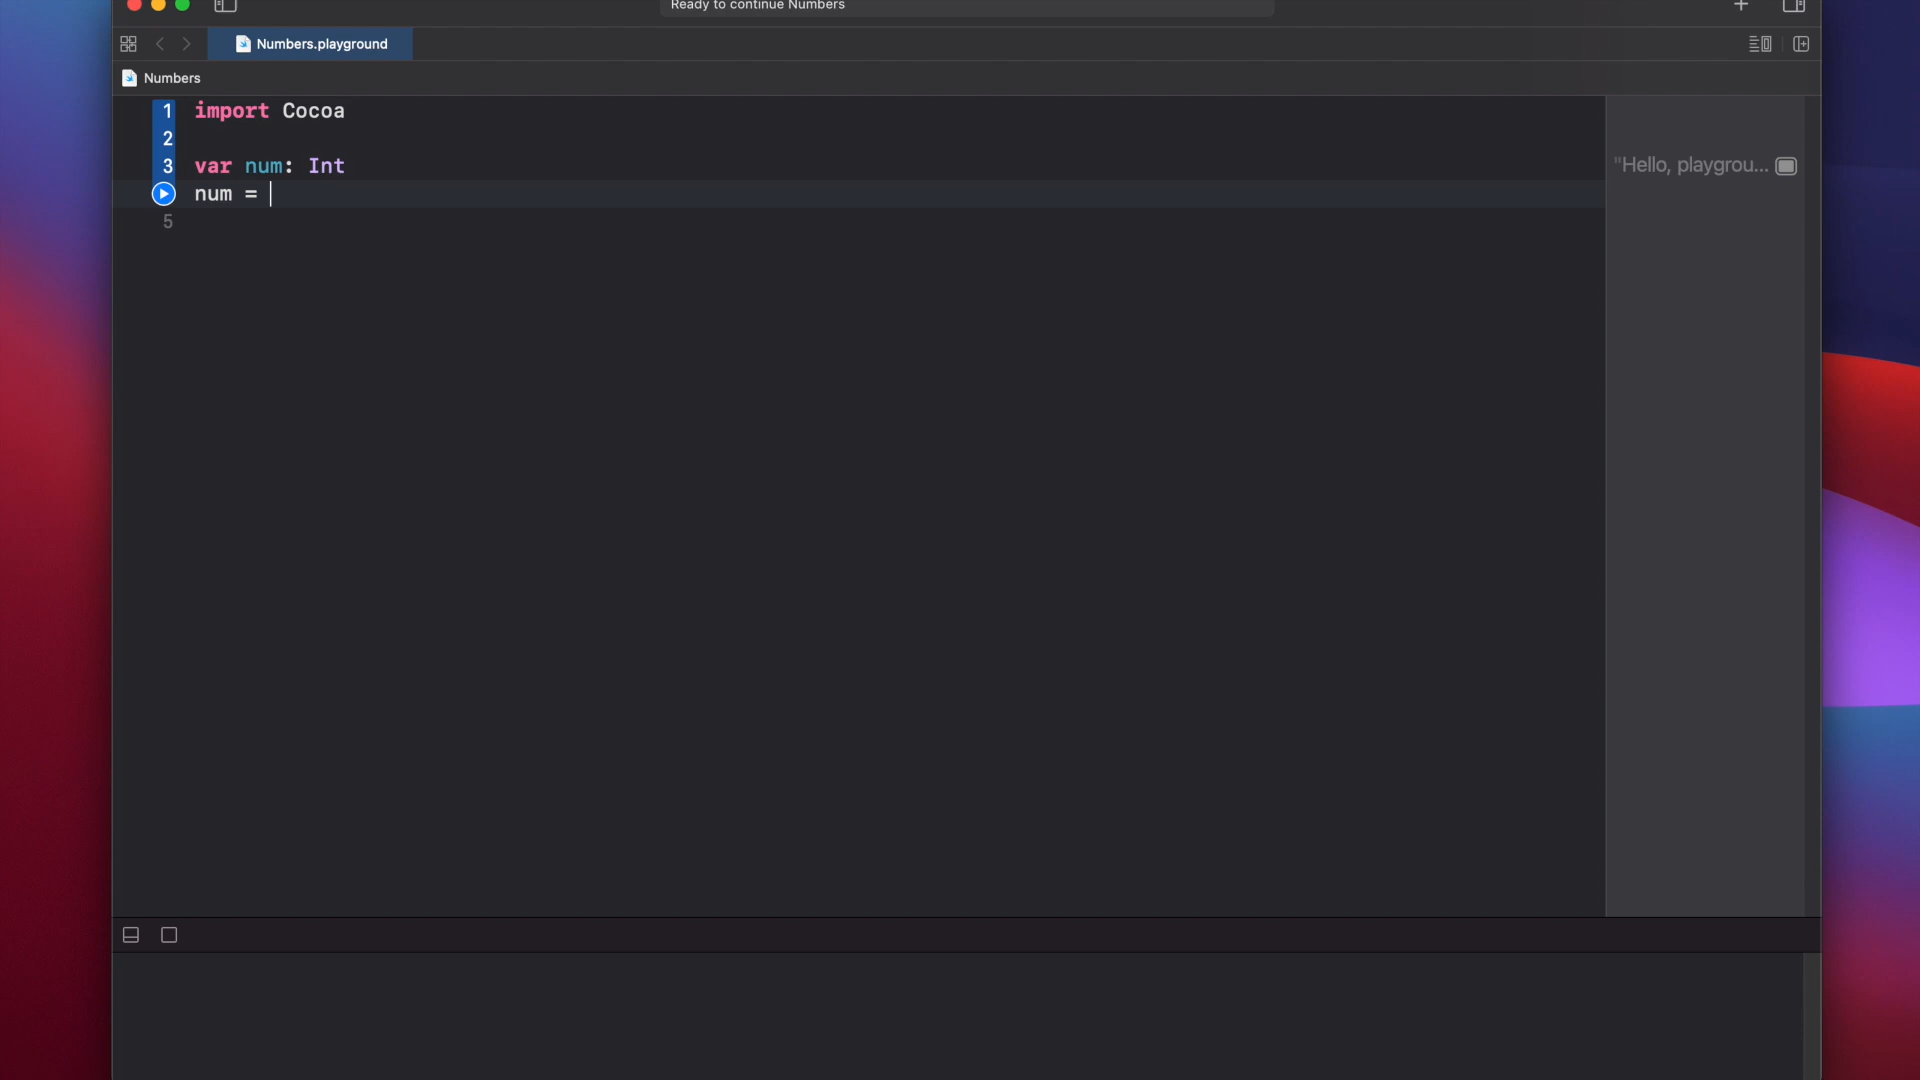 Ready to continue Numbers
Numbers.playground
Numbers
1 import Cocoa
2
3 var num: Int
"Hello, playgrou...
num =
5